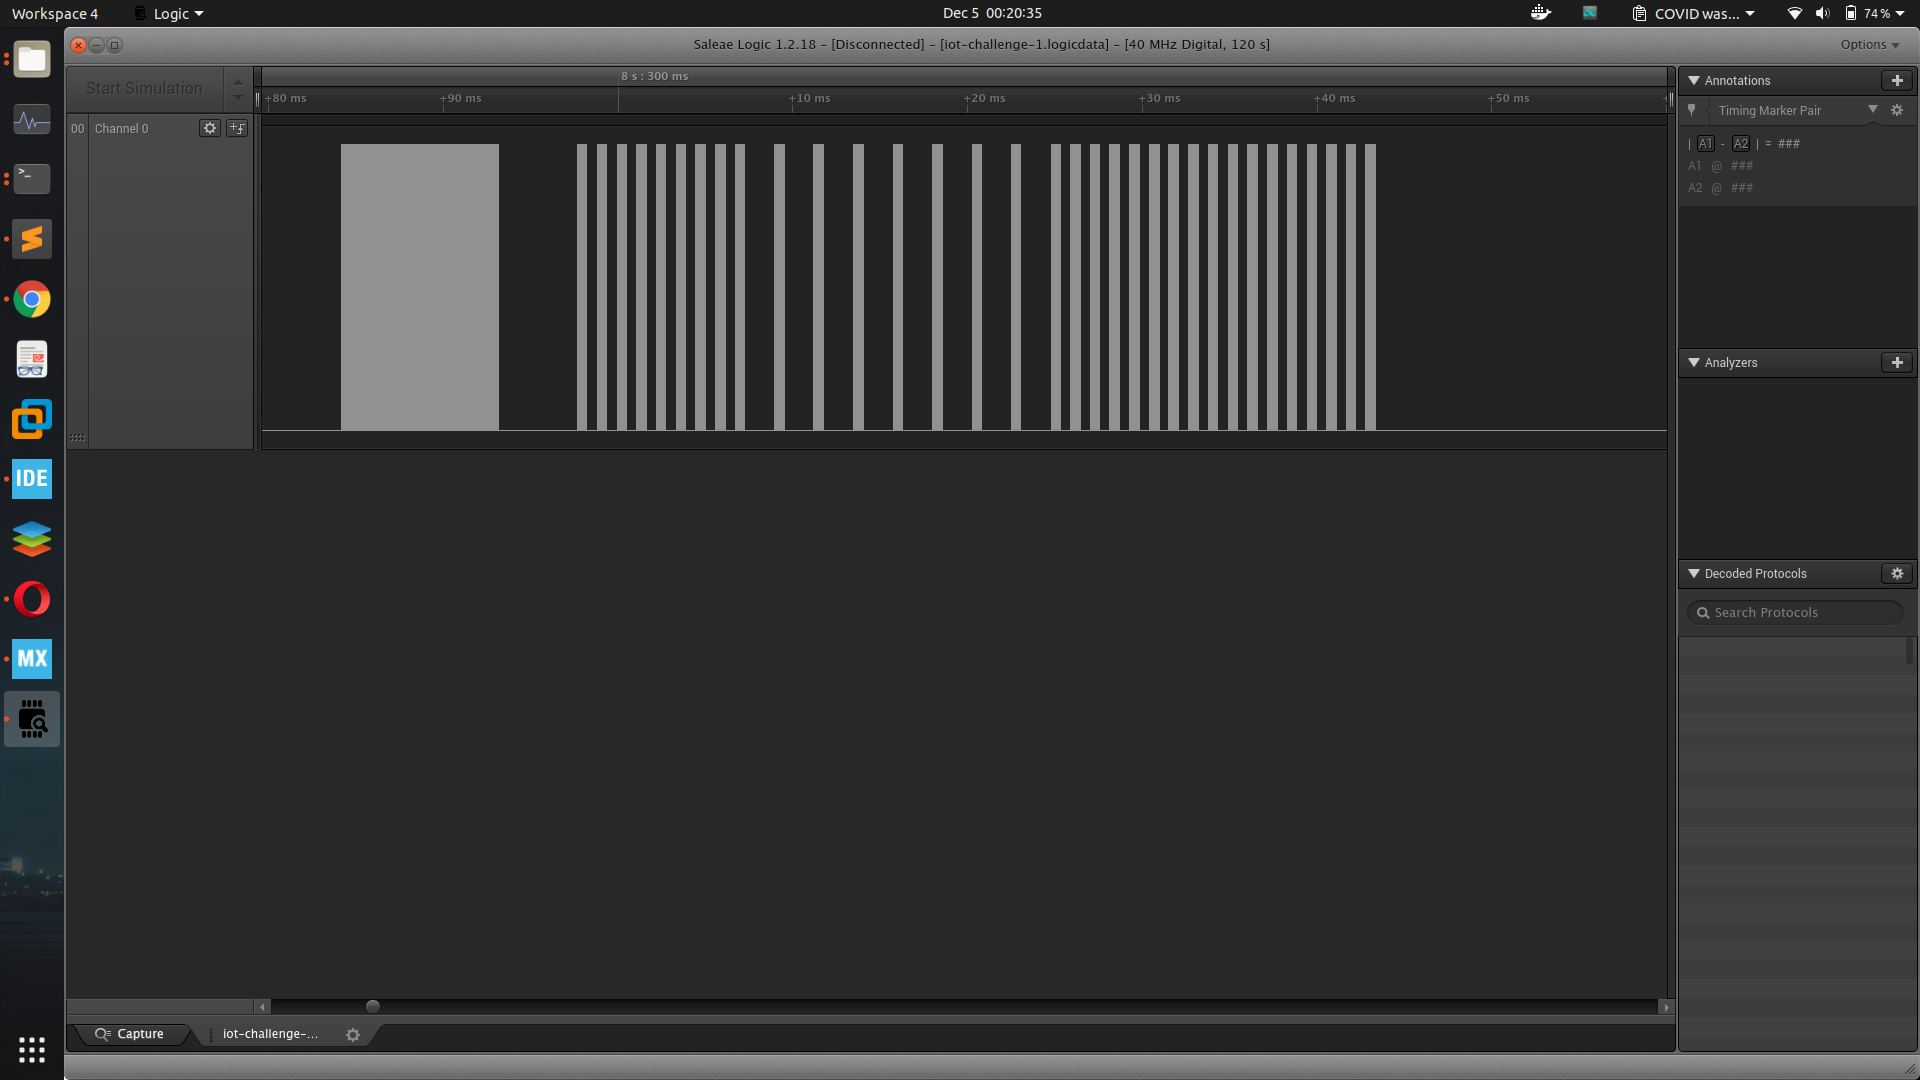 Workspace 4
Logic
Dec 5 00:20:35
COVID was...
74 %
Saleae Logic 1.2.18 - [Disconnected] - [iot-challenge-1.logicdata] - [40 MHz Digital, 120 s]
Options
Start Simulation
8 s : 300 ms
+80 ms
+90 ms
+10 ms
+20 ms
+30 ms
+40 ms
+50 ms
00 Channel 0
Annotations
Timing Marker Pair
| A1 - A2 | = ###
A1 @ ###
A2 @ ###
Analyzers
Decoded Protocols
Search Protocols
>_
IDE
MX
Capture
iot-challenge-...